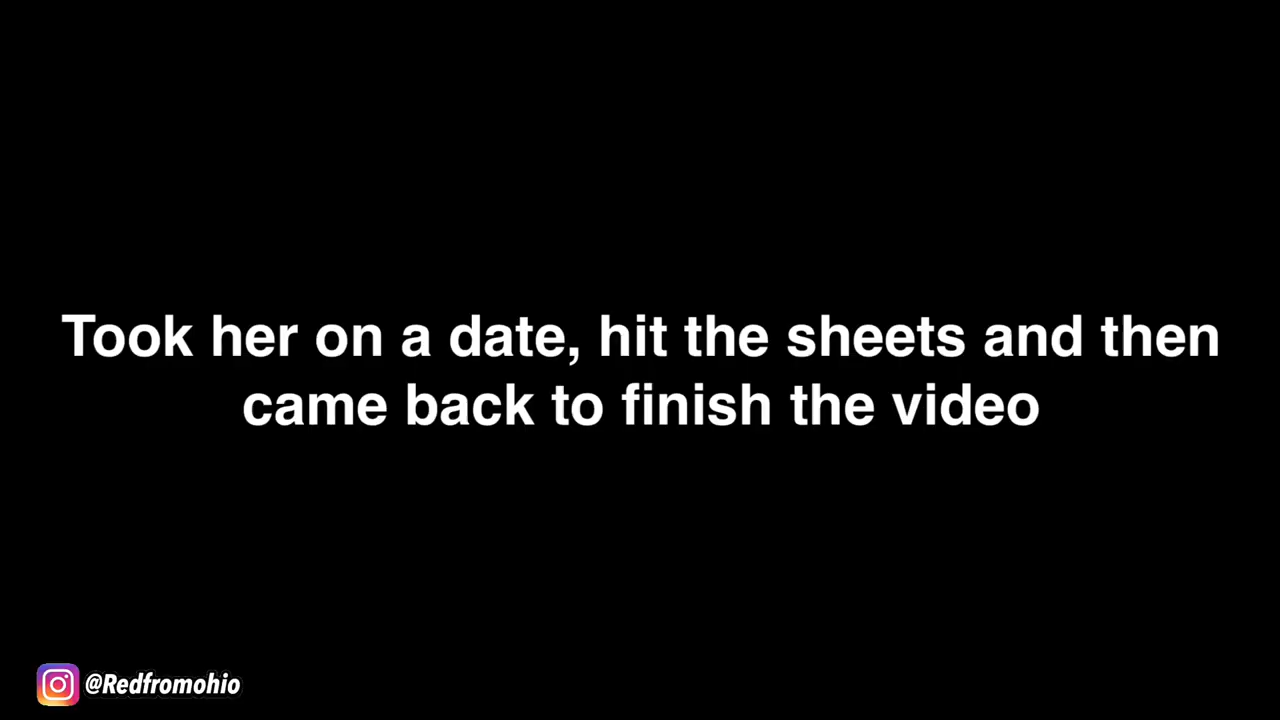 Took her on a date, hit the sheets and then
came back to finish the video
@Redfromohio